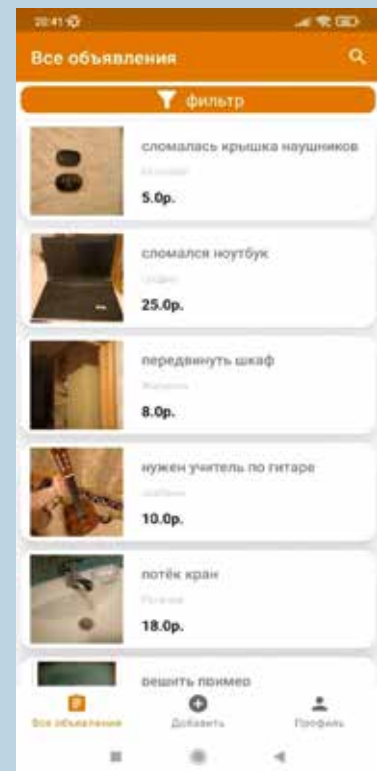 20:41
Все объявления
фильтр
сломалась крышка наушников
5.0р.
сломался ноутбук
25.0р.
передвинуть шкаф
8.0р.
нужен учитель по гитаре
10.0р.
потёк кран
18.0р.
решить пример
Все объявления
Добавить
Профиль